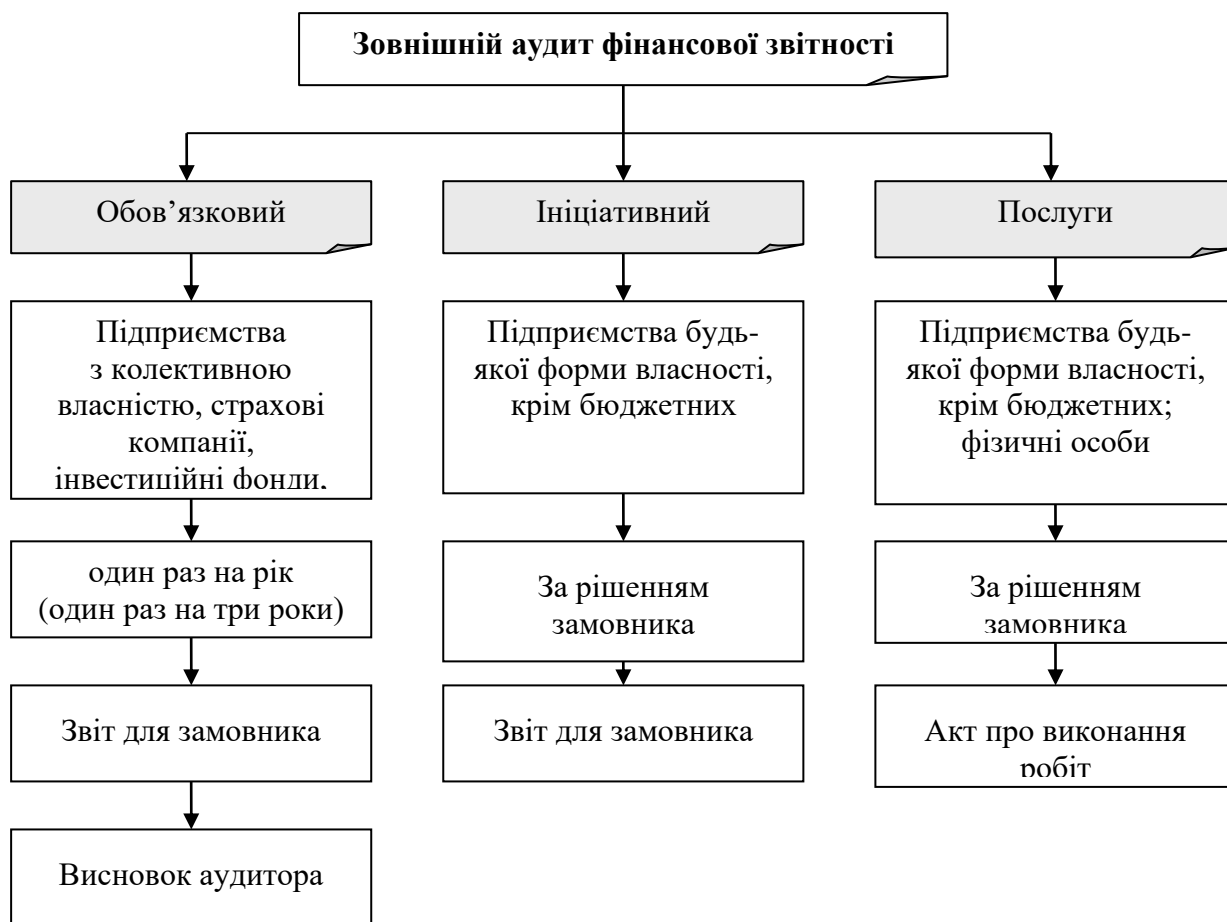 Зовнішній аудит фінансової звітності
Обов’язковий
Ініціативний
Послуги
Підприємства
з колективною
власністю, страхові
компанії,
інвестиційні фонди,
Підприємства будь-
якої форми власності,
крім бюджетних
Підприємства будь-
якої форми власності,
крім бюджетних;
фізичні особи
один раз на рік
(один раз на три роки)
За рішенням
замовника
За рішенням
замовника
Звіт для замовника
Звіт для замовника
Акт про виконання
робіт
Висновок аудитора